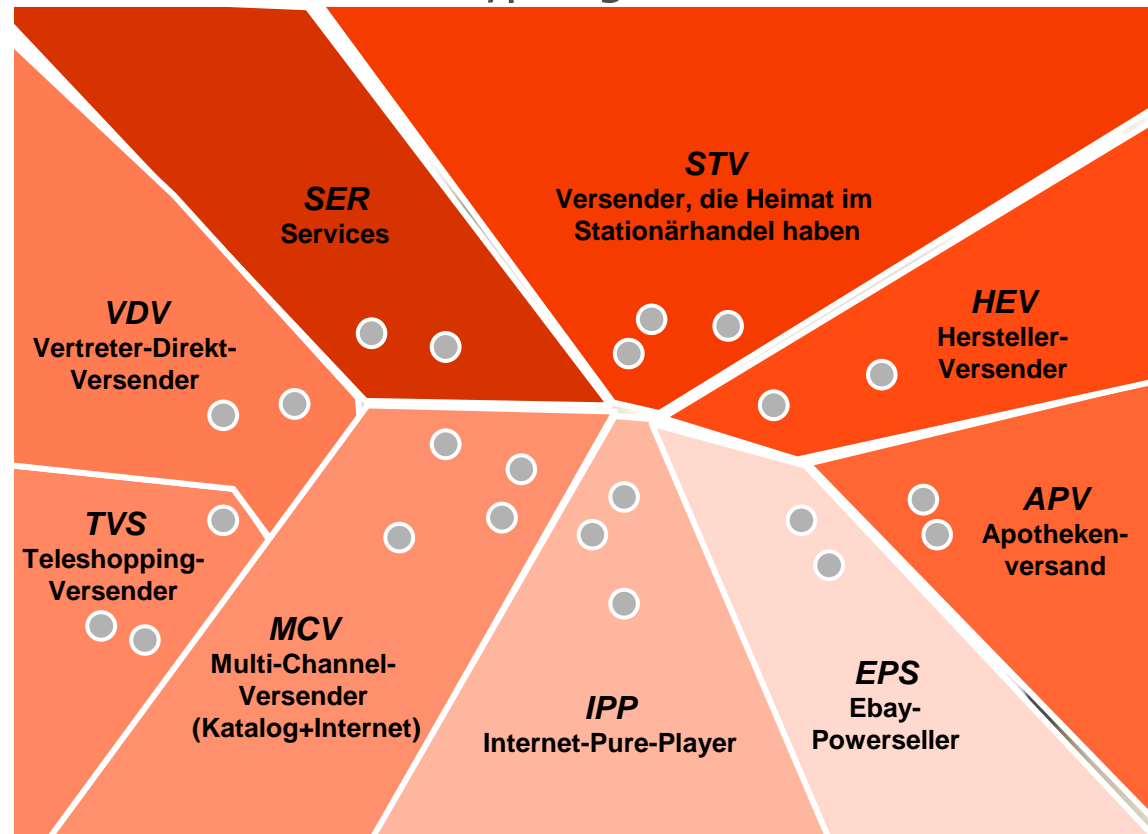 STV
Versender, die Heimat im
Stationärhandel haben
SER
Services
HEV
Hersteller-
Versender
VDV
Vertreter-Direkt-
Versender
APV
Apotheken-
versand
TVS
Teleshopping-
Versender
MCV
Multi-Channel-
Versender
(Katalog+Internet)
IPP
Internet-Pure-Player
EPS
Ebay-
Powerseller